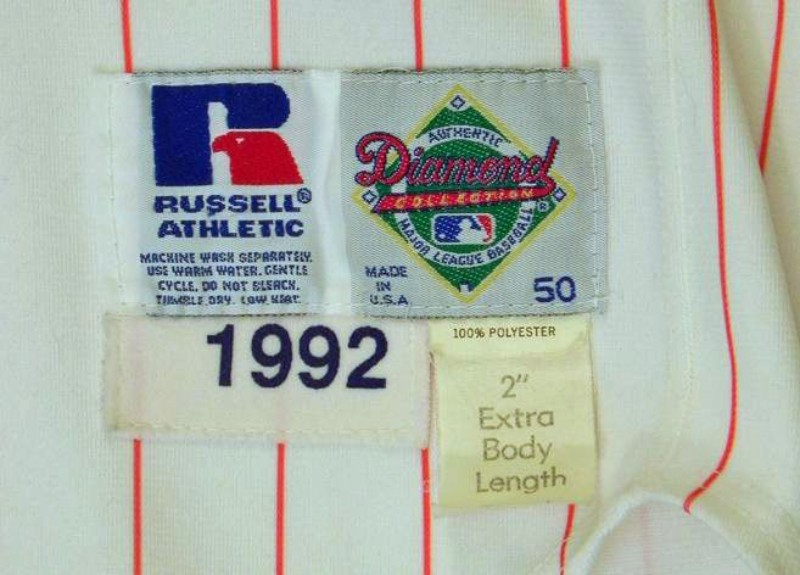 R
RUSSELL®
ATHLETIC
MACHINE WASH SEPARATELY.
USE WARM WATER. GENTLE
CYCLE. DO NOT BLEACH.
TUMBLE DRY. LOW HEAT.
AUTHENTIC
Diamond
COLLECTION
®
MAJOR LEAGUE BASEBALL
MADE
IN
U.S.A
50
1992
100% POLYESTER
2"
Extra
Body
Length